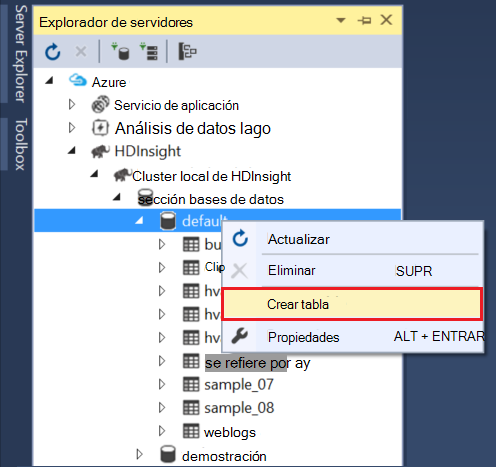 Server Explorer
Toolbox
Explorador de servidores
Azure
Servicio de aplicación
Análisis de datos lago
HDInsight
Cluster local de HDInsight
sección bases de datos
default
bu
Clip
hv
hv
hv
se refiere por ay
sample_07
sample_08
weblogs
demostración
Actualizar
Eliminar SUPR
Crear tabla
Propiedades ALT + ENTRAR